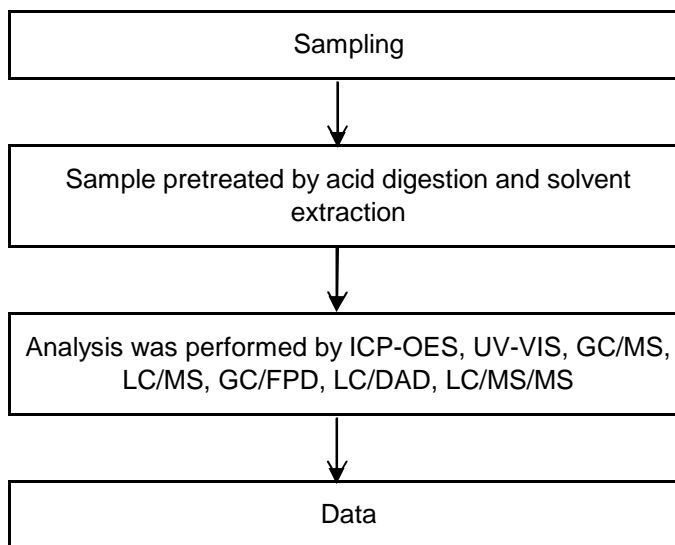 Sampling
Sample pretreated by acid digestion and solvent
extraction
Analysis was performed by ICP-OES, UV-VIS, GC/MS,
LC/MS, GC/FPD, LC/DAD, LC/MS/MS
Data